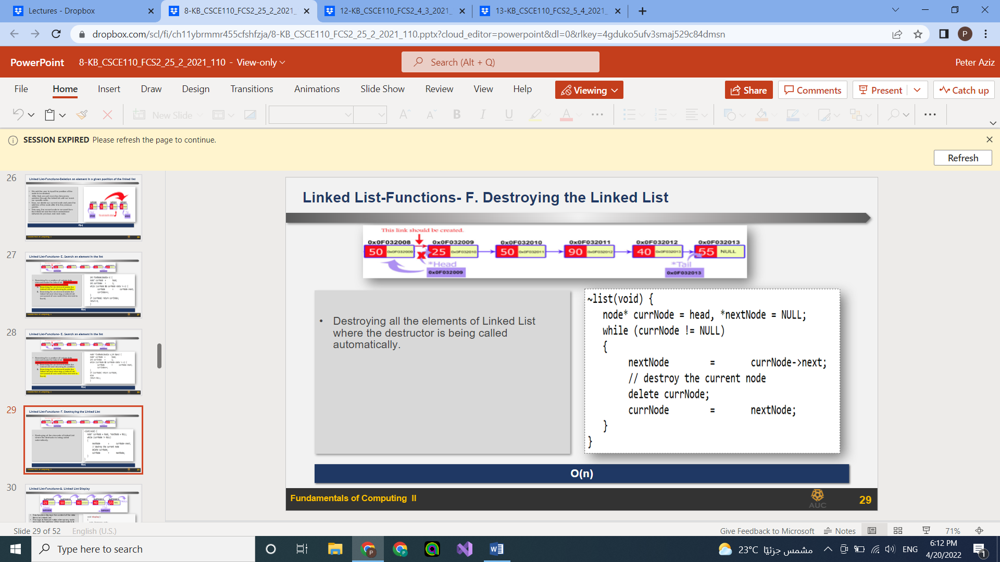 Lectures - Dropbox
8-KB_CSCE110_FCS2_25_2_2021_
12-KB_CSCE110_FCS2_4_3_2021_
13-KB_CSCE110_FCS2_5_4_2021_
dropbox.com/scl/fi/ch11ybrmmr455cfshfzja/8-KB_CSCE110_FCS2_25_2_2021_110.pptx?cloud_editor=powerpoint&dl=0&rlkey=4gduko5ufv3smaj529c84dmsn
P
PowerPoint 8-KB_CSCE110_FCS2_25_2_2021_110 - View-only
Search (Alt + Q)
Peter Aziz
File Home Insert Draw Design Transitions Animations Slide Show Review View Help
Viewing
Share
Comments
Present
Catch up
New Slide
SESSION EXPIRED Please refresh the page to continue.
Refresh
26
Linked List-Functions-Deletion an element in a given position of the linked list
27
Linked List-Functions- E. Search an element in the list
28
Linked List-Functions- E. Search an element in the list
29
Linked List-Functions- F. Destroying the Linked List
30
Linked List-Functions-G. Linked List Display
Linked List-Functions- F. Destroying the Linked List
This link should be created.
0x0F032008 0x0F032009 0x0F032010 0x0F032011 0x0F032012 0x0F032013
50 0x0F032009 25 0x0F032010 50 0x0F032011 90 0x0F032012 40 0x0F032013 55 NULL
*Head *Tail
0x0F032009 0x0F032013
• Destroying all the elements of Linked List
where the destructor is being called
automatically.
~list(void) {
node* currNode = head, *nextNode = NULL;
while (currNode != NULL)
{
nextNode = currNode->next;
// destroy the current node
delete currNode;
currNode = nextNode;
}
}
O(n)
Fundamentals of Computing II
AUC
29
Slide 29 of 52 English (U.S.)
Give Feedback to Microsoft Notes 71%
Type here to search
23°C مشمس جزئيًا
ENG
6:12 PM
4/20/2022
1